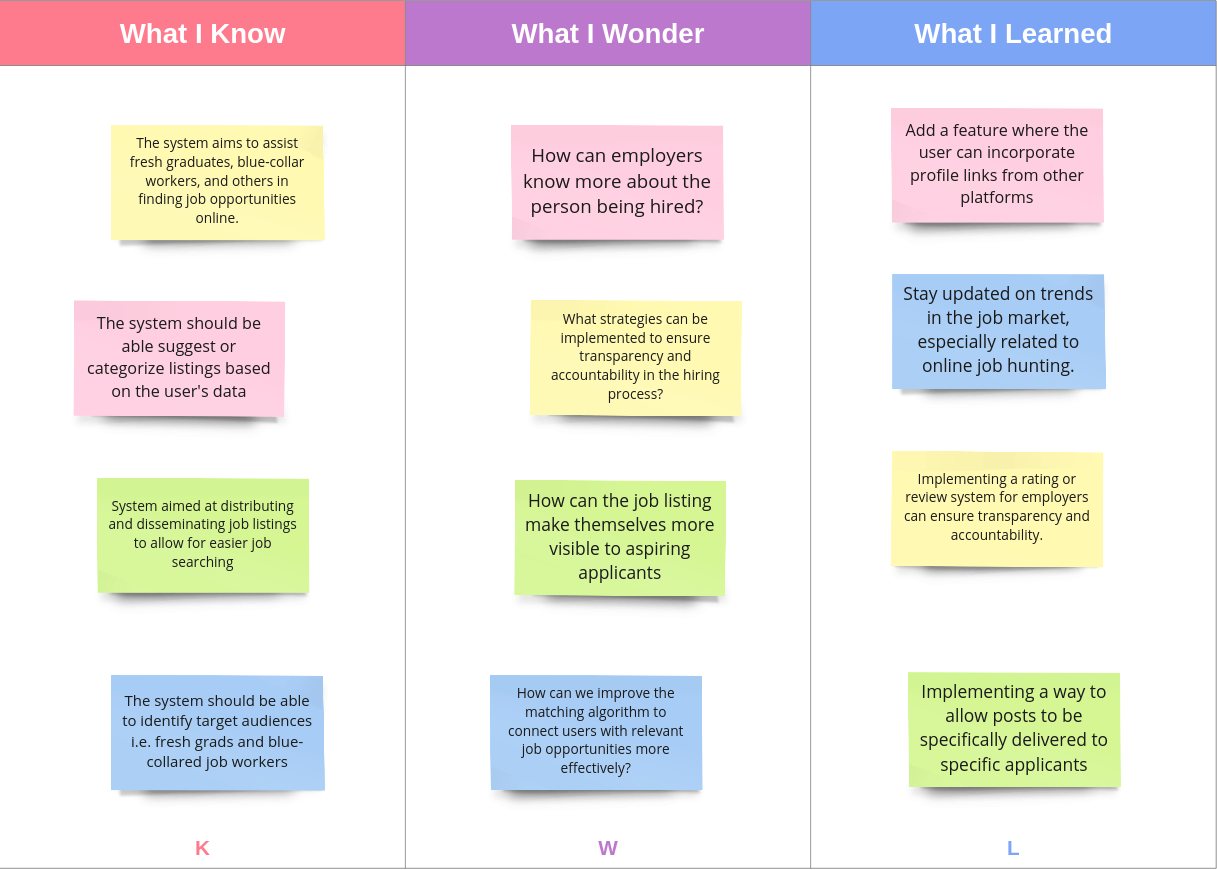 What I Know
What I Wonder
What I Learned
The system aims to assist
fresh graduates, blue-collar
workers, and others in
finding job opportunities
online.
The system should be
able suggest or
categorize listings based
on the user's data
System aimed at distributing
and disseminating job listings
to allow for easier job
searching
The system should be able
to identify target audiences
i.e. fresh grads and blue-
collared job workers
K
How can employers
know more about the
person being hired?
What strategies can be
implemented to ensure
transparency and
accountability in the hiring
process?
How can the job listing
make themselves more
visible to aspiring
applicants
How can we improve the
matching algorithm to
connect users with relevant
job opportunities more
effectively?
W
Add a feature where the
user can incorporate
profile links from other
platforms
Stay updated on trends
in the job market,
especially related to
online job hunting.
Implementing a rating or
review system for employers
can ensure transparency and
accountability.
Implementing a way to
allow posts to be
specifically delivered to
specific applicants
L